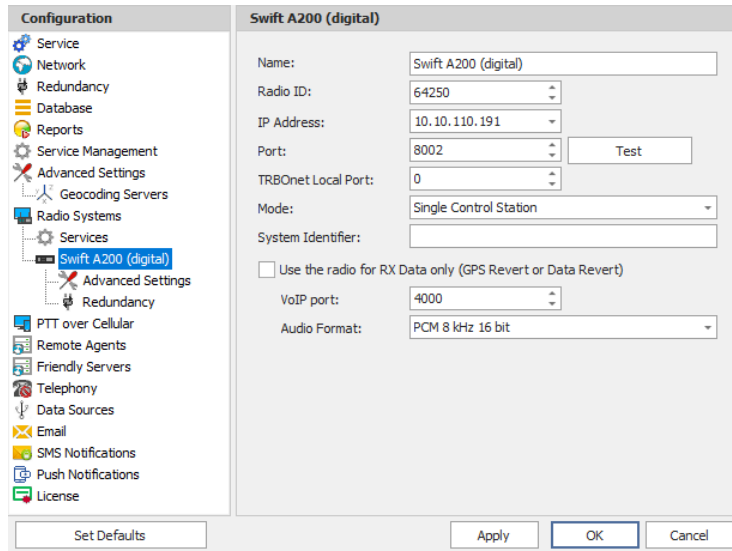 Configuration
Service
Network
Redundancy
Database
Reports
Service Management
Advanced Settings
Geocoding Servers
Radio Systems
Services
Swift A200 (digital)
Advanced Settings
Redundancy
PTT over Cellular
Remote Agents
Friendly Servers
Telephony
Data Sources
Email
SMS Notifications
Push Notifications
License
Set Defaults
Swift A200 (digital)
Name: Swift A200 (digital)
Radio ID: 64250
IP Address: 10.10.110.191
Port: 8002 Test
TRBOnet Local Port: 0
Mode: Single Control Station
System Identifier:
Use the radio for RX Data only (GPS Revert or Data Revert)
VoIP port: 4000
Audio Format: PCM 8 kHz 16 bit
Apply OK Cancel